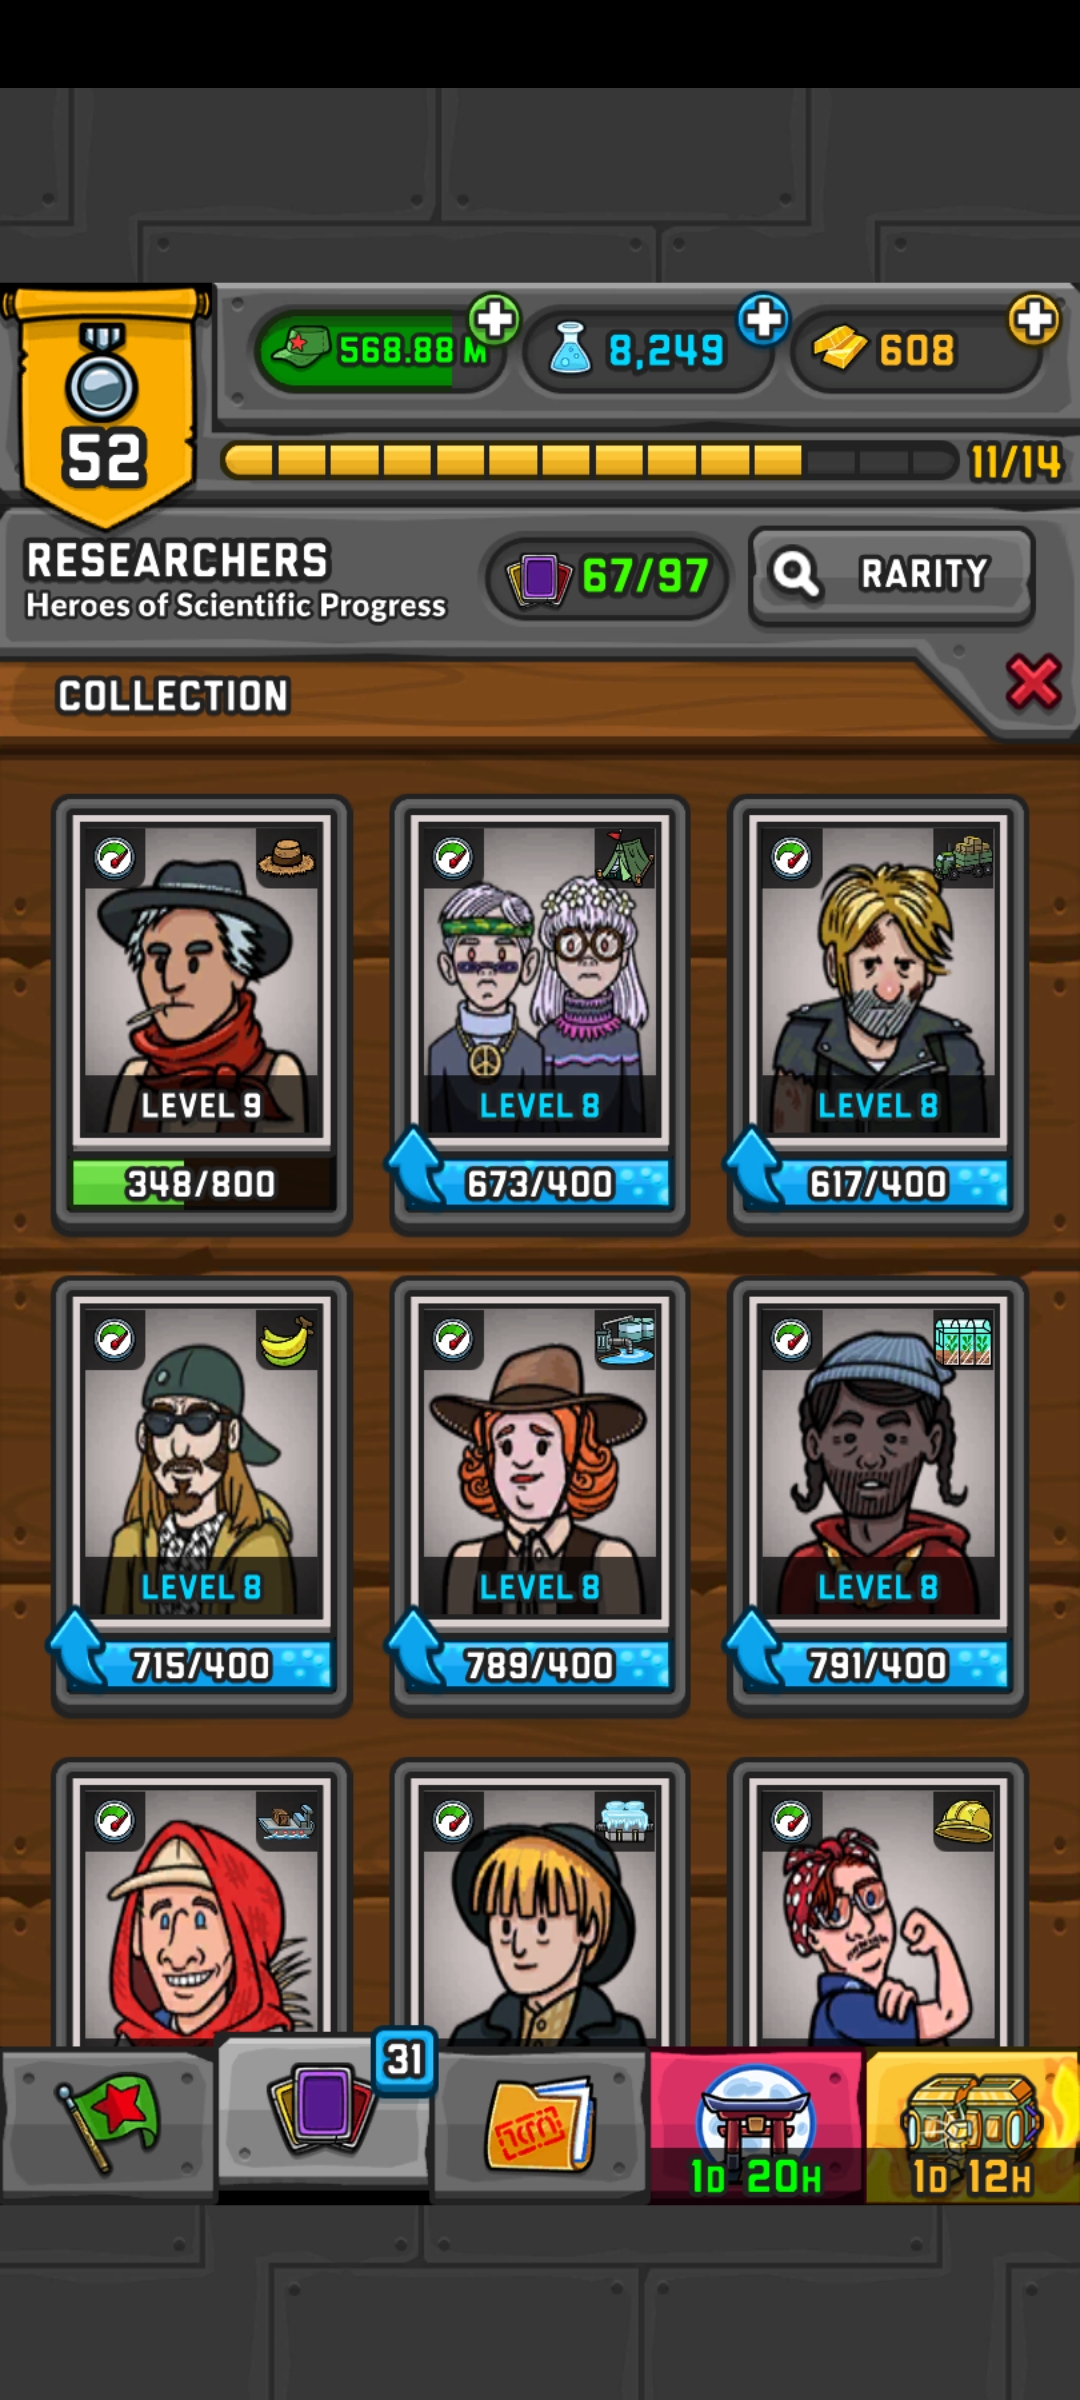 568.88 M
8,249
608
52
11/14
RESEARCHERS
Heroes of Scientific Progress
67/97
RARITY
COLLECTION
LEVEL 9
348/800
LEVEL 8
673/400
LEVEL 8
617/400
LEVEL 8
715/400
LEVEL 8
789/400
LEVEL 8
791/400
31
1D 20H
1D 12H